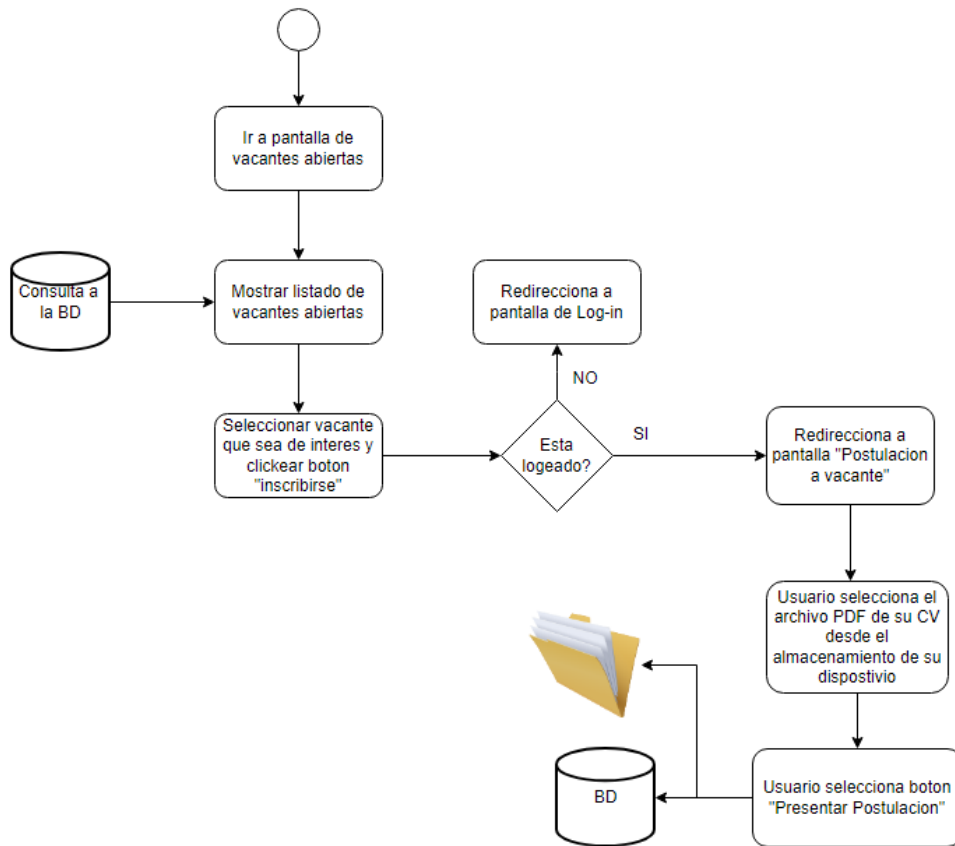 Ir a pantalla de
vacantes abiertas
Consulta a
la BD
Mostrar listado de
vacantes abiertas
Redirecciona a
pantalla de Log-in
NO
Seleccionar vacante
que sea de interes y
clickear boton
"inscribirse"
Esta
logeado?
SI
Redirecciona a
pantalla "Postulacion
a vacante"
Usuario selecciona el
archivo PDF de su CV
desde el
almacenamiento de su
dispostivio
BD
Usuario selecciona boton
"Presentar Postulacion"